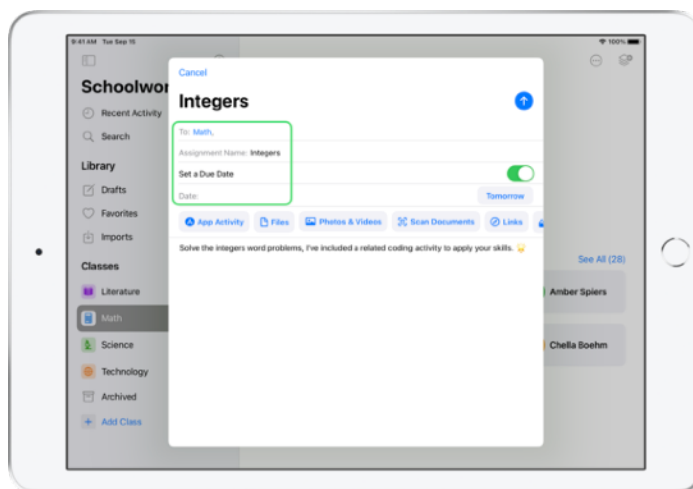 9:41 AM Tue Sep 15
100%
Schoolwor
Recent Activity
Search
Library
Drafts
Favorites
Imports
Classes
Literature
Math
Science
Technology
Archived
Add Class
Cancel
Integers
To: Math,
Assignment Name: Integers
Set a Due Date
Date: Tomorrow
App Activity Files Photos & Videos Scan Documents Links
Solve the integers word problems, I've included a related coding activity to apply your skills.
See All (28)
Amber Spiers
Chella Boehm